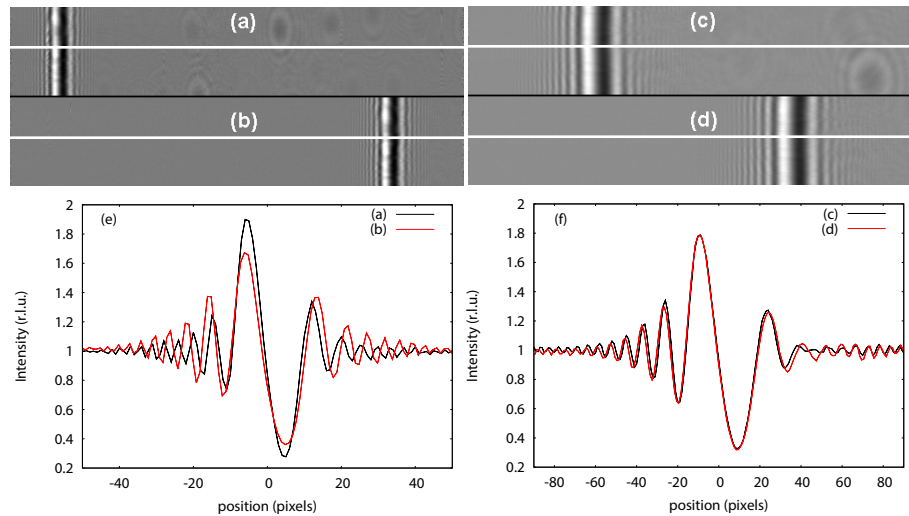 (a)
(b)
(c)
(d)
(e)
(a)
(b)
2
1.8
1.6
1.4
1.2
1
0.8
0.6
0.4
0.2
Intensity (r.l.u.)
-40
-20
0
20
40
position (pixels)
(f)
(c)
(d)
2
1.8
1.6
1.4
1.2
1
0.8
0.6
0.4
0.2
Intensity (r.l.u.)
-80
-60
-40
-20
0
20
40
60
80
position (pixels)